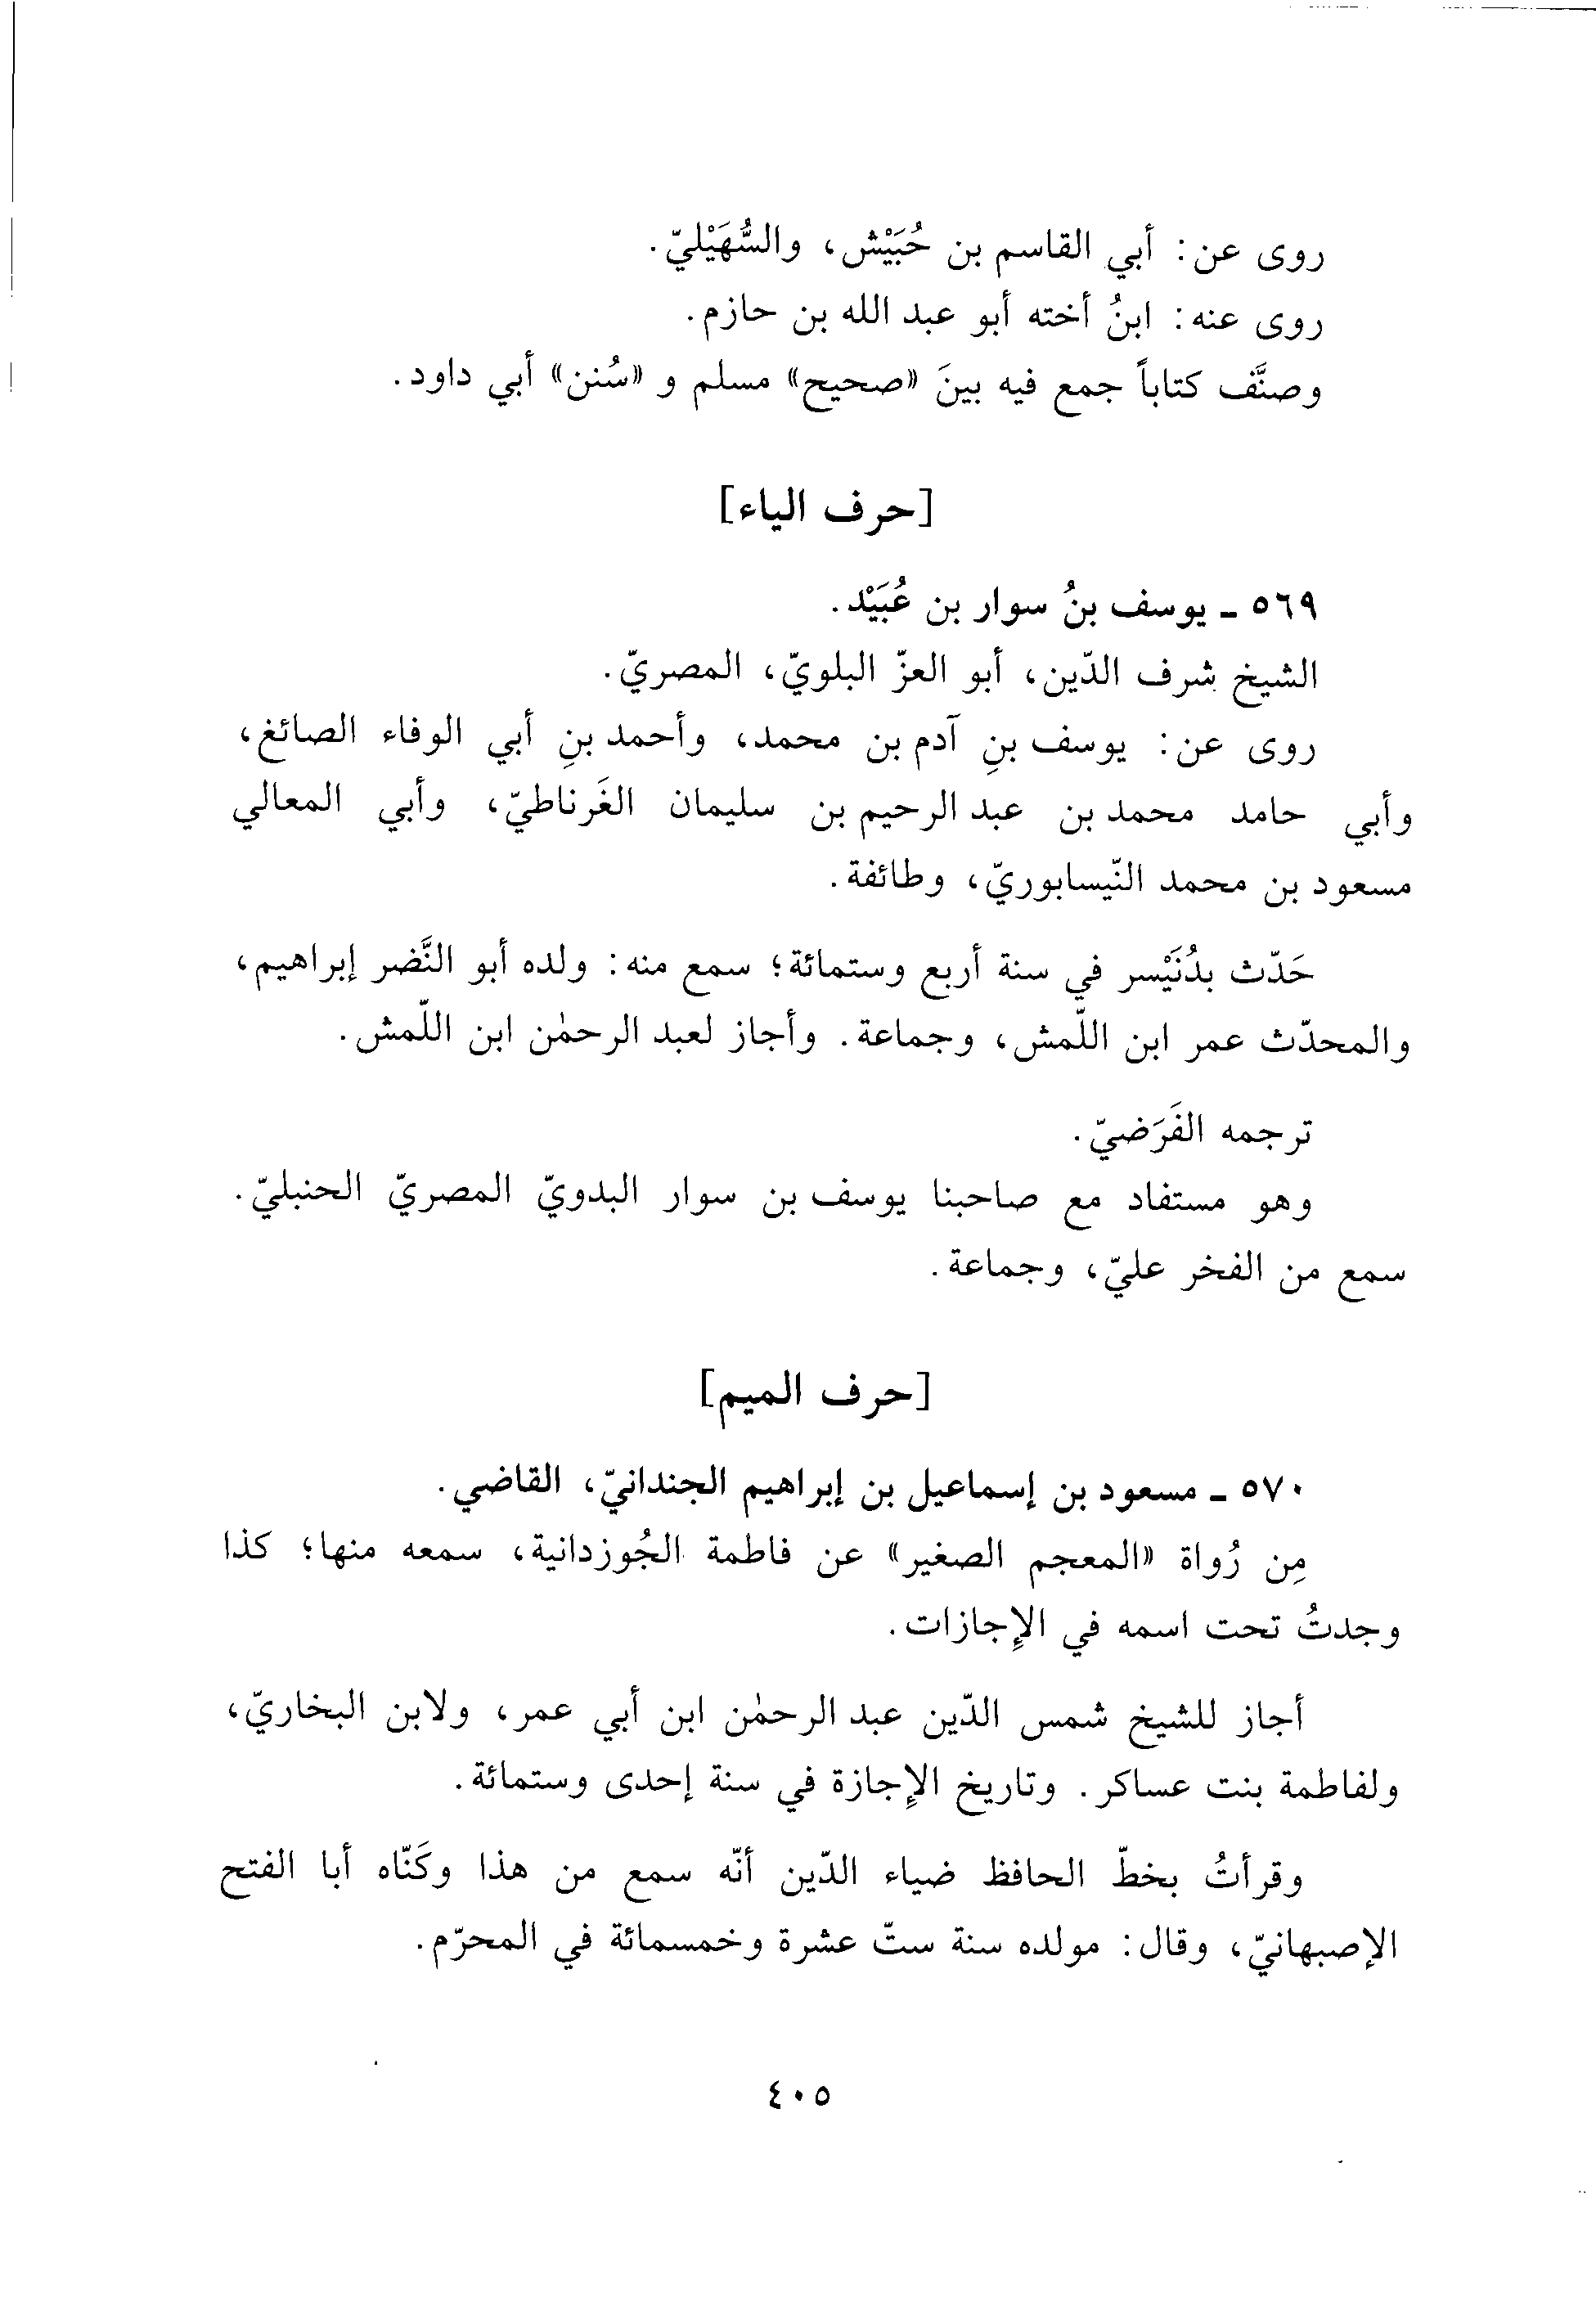 روى عن: أبي القاسم بن حُبَيْش، والسُّهَيْليّ.
روى عنه: ابنُ أخته أبو عبد الله بن حازم.
وصنَّف كتاباً جمع فيه بينَ «صحيح» مسلم و «سُنن» أبي داود.
[حرف الياء]
٥٦٩ ـ يوسف بنُ سوار بن عُبَيْد.
الشيخ شرف الدّين، أبو العزّ البلويّ، المصريّ.
روى عن: يوسف بنِ آدم بن محمد، وأحمد بنِ أبي الوفاء الصائغ،
وأبي حامد محمد بن عبد الرحيم بن سليمان الغَرناطيّ، وأبي المعالي
مسعود بن محمد النّيسابوريّ، وطائفة.
حَدّث بدُنَيْسر في سنة أربع وستمائة؛ سمع منه: ولده أبو النَّضر إبراهيم،
والمحدّث عمر ابن اللّمش، وجماعة. وأجاز لعبد الرحمٰن ابن اللّمش.
ترجمه الفَرَضيّ.
وهو مستفاد مع صاحبنا يوسف بن سوار البدويّ المصريّ الحنبليّ.
سمع من الفخر عليّ، وجماعة.
[حرف الميم]
٥٧٠ ـ مسعود بن إسماعيل بن إبراهيم الجندانيّ، القاضي.
مِن رُواة «المعجم الصغير» عن فاطمة الجُوزدانية، سمعه منها؛ كذا
وجدتُ تحت اسمه في الإجازات.
أجاز للشيخ شمس الدّين عبد الرحمٰن ابن أبي عمر، ولابن البخاريّ،
ولفاطمة بنت عساكر. وتاريخ الإجازة في سنة إحدى وستمائة.
وقرأتُ بخطّ الحافظ ضياء الدّين أنّه سمع من هذا وكَنّاه أبا الفتح
الإصبهانيّ، وقال: مولده سنة ستّ عشرة وخمسمائة في المحرّم.
٤٠٥